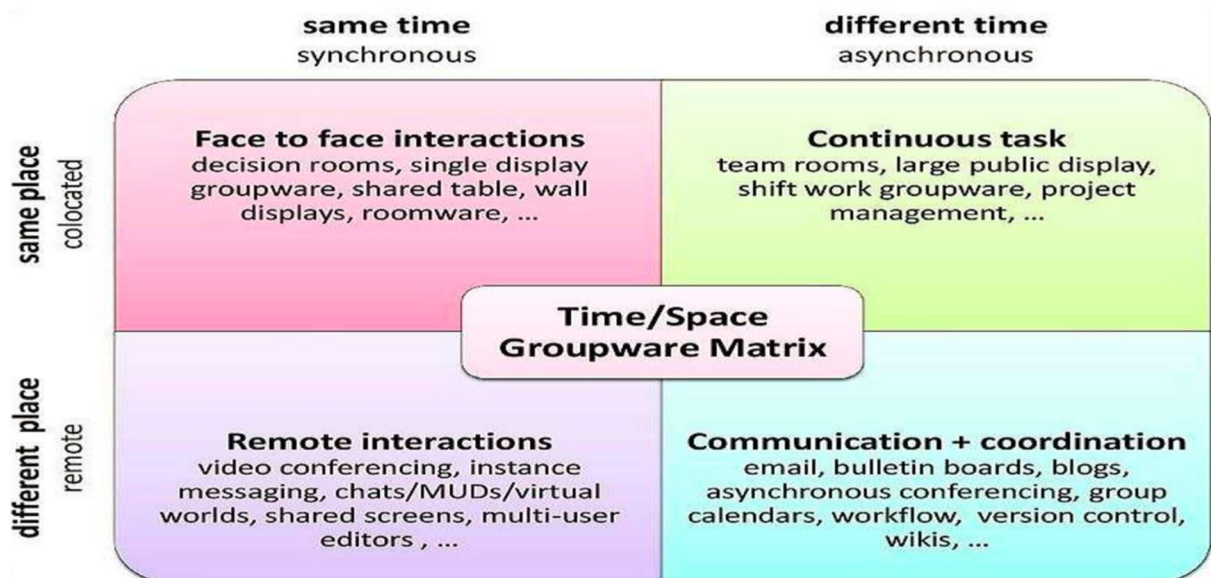 same time
synchronous
different time
asynchronous
same place
colocated
Face to face interactions
decision rooms, single display
groupware, shared table, wall
displays, roomware, ...
Continuous task
team rooms, large public display,
shift work groupware, project
management, ...
Time/Space
Groupware Matrix
different place
remote
Remote interactions
video conferencing, instance
messaging, chats/MUDs/virtual
worlds, shared screens, multi-user
editors , ...
Communication + coordination
email, bulletin boards, blogs,
asynchronous conferencing, group
calendars, workflow, version control,
wikis, ...